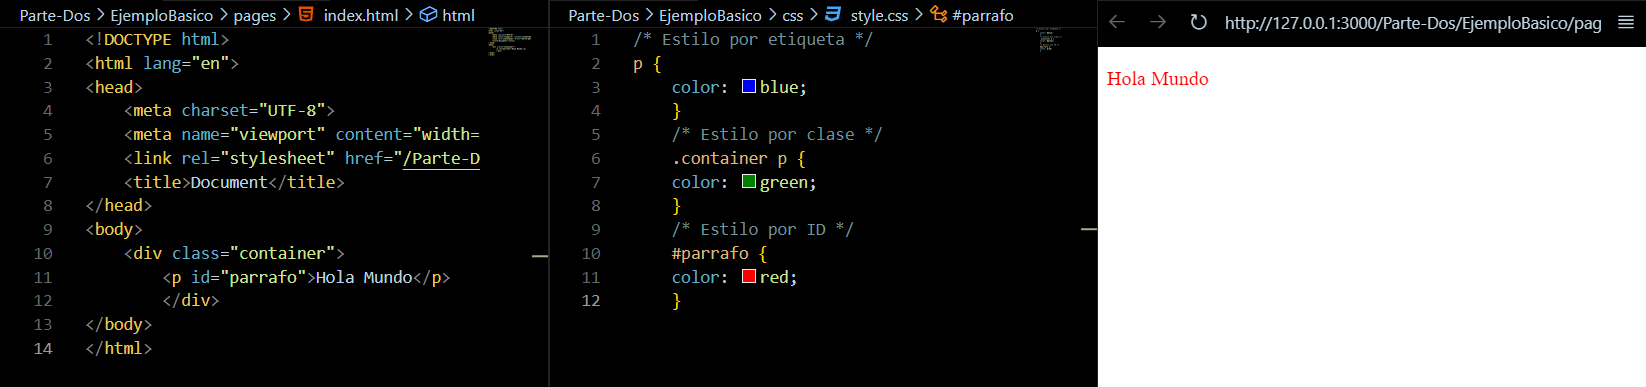 Parte-Dos > EjemploBasico > pages > index.html > html
1 <!DOCTYPE html>
2 <html lang="en">
3 <head>
4 <meta charset="UTF-8">
5 <meta name="viewport" content="width=
6 <link rel="stylesheet" href="/Parte-D
7 <title>Document</title>
8 </head>
9 <body>
10 <div class="container">
11 <p id="parrafo">Hola Mundo</p>
12 </div>
13 </body>
14 </html>
Parte-Dos > EjemploBasico > css > style.css > #parrafo
1 /* Estilo por etiqueta */
2 p {
3 color: blue;
4 }
5 /* Estilo por clase */
6 .container p {
7 color: green;
8 }
9 /* Estilo por ID */
10 #parrafo {
11 color: red;
12 }
http://127.0.0.1:3000/Parte-Dos/EjemploBasico/pag
Hola Mundo